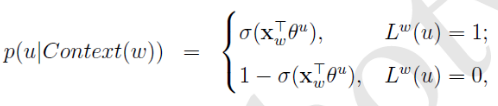 p(u|Context(w)) = { σ(x_w^⊤ θ^u), L^w(u) = 1;
1 − σ(x_w^⊤ θ^u), L^w(u) = 0,